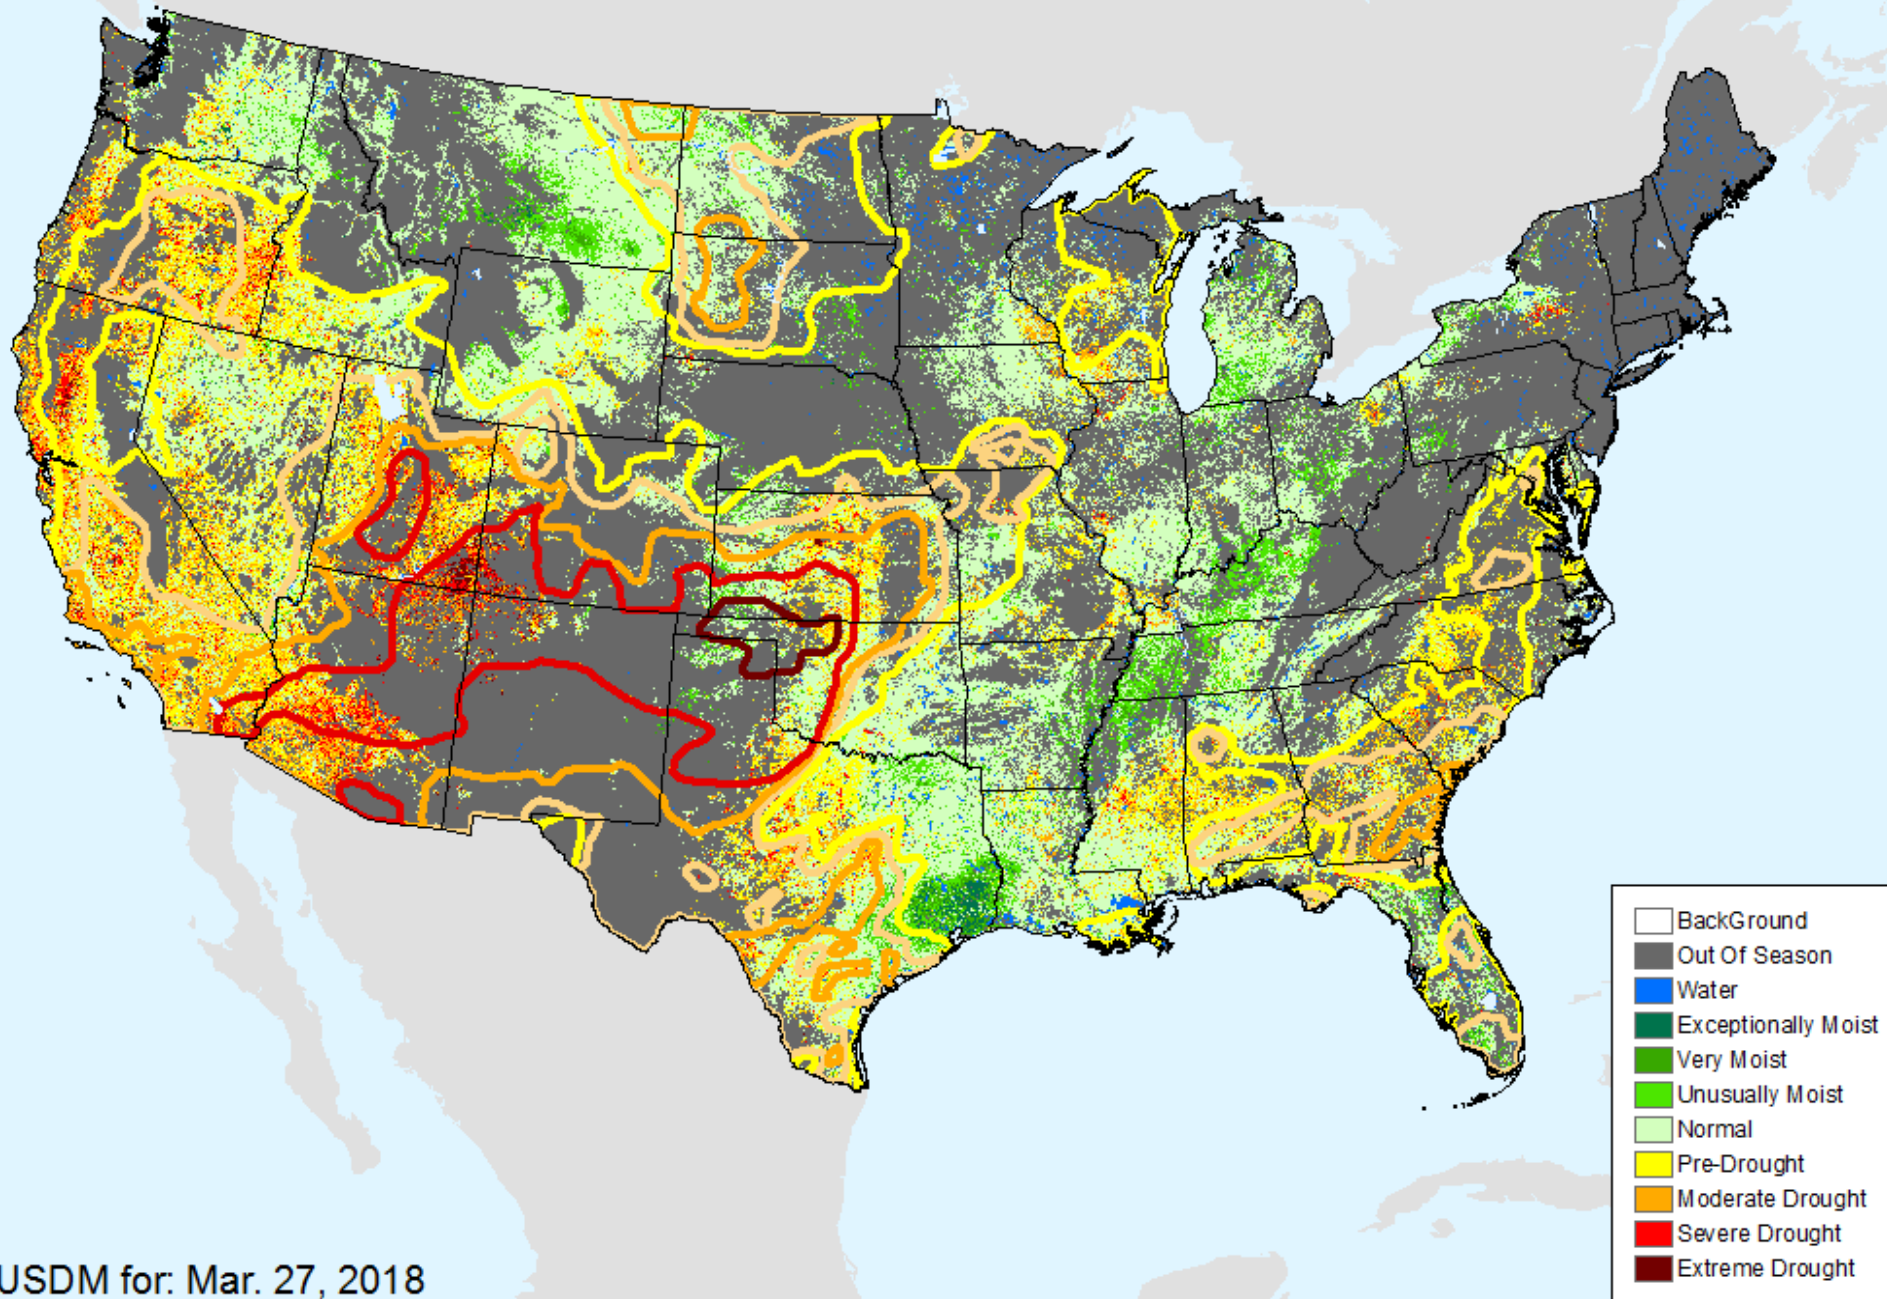 BackGround
Out Of Season
Water
Exceptionally Moist
Very Moist
Unusually Moist
Normal
Pre-Drought
Moderate Drought
Severe Drought
Extreme Drought
USDM for: Mar. 27, 2018